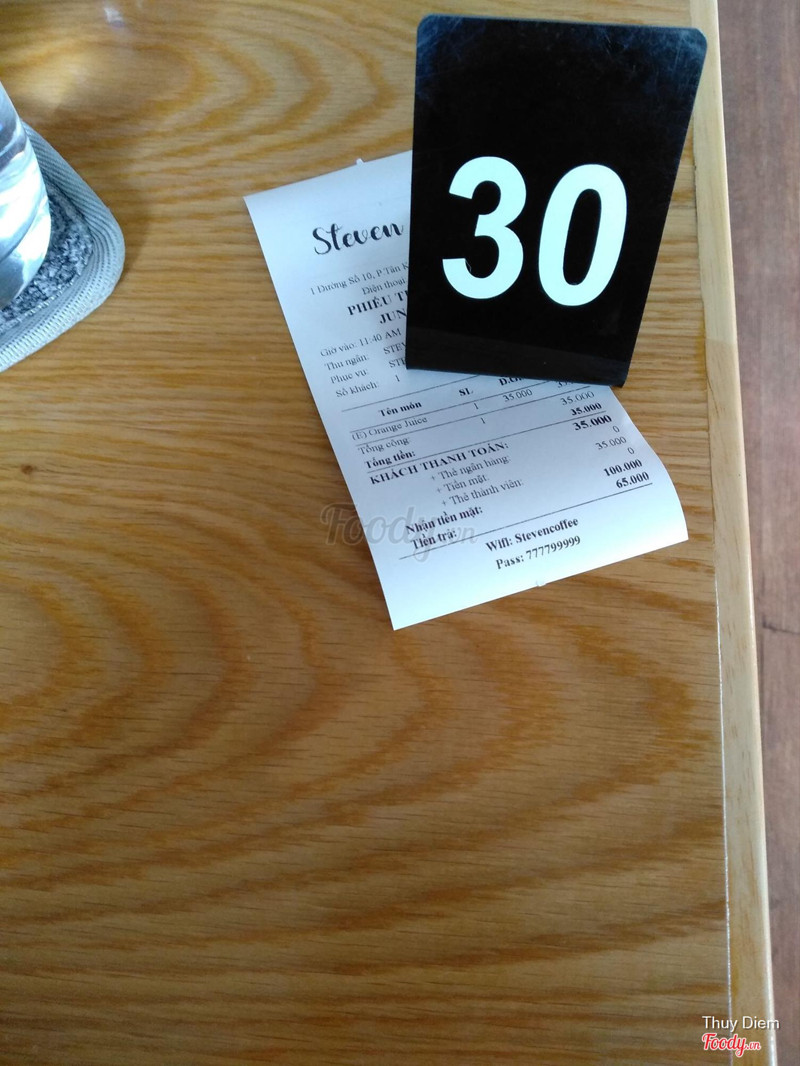 30
Steven
1 Đường Số 10, P Tân
Điện thoại
PHIẾU
JUN
Giờ vào: 11:40 AM
Thu ngân:
Phục vụ:
Số khách: 1
Tên món SL
(E) Orange Juice 1 35.000 35.000
Tổng cộng: 1 35.000
Tổng tiền: 35.000
KHÁCH THANH TOÁN:
+ Thẻ ngân hàng: 0
+ Tiền mặt: 35.000
+ Thẻ thành viên: 0
Nhận tiền mặt: 100.000
Tiền trả: 65.000
Wifi: Stevencoffee
Pass: 777799999
Foody.vn
Thuy Diem
Foody.vn